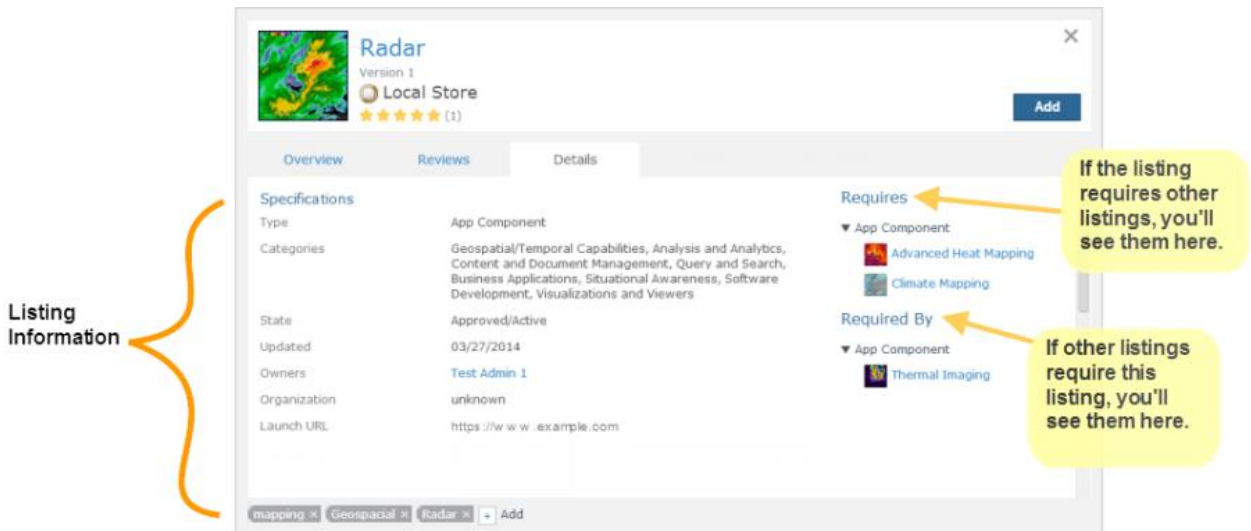 Radar
Version 1
Local Store
(1)
Add
Overview Reviews Details
Listing
Information
Specifications
Type App Component
Categories Geospatial/Temporal Capabilities, Analysis and Analytics,
Content and Document Management, Query and Search,
Business Applications, Situational Awareness, Software
Development, Visualizations and Viewers
State Approved/Active
Updated 03/27/2014
Owners Test Admin 1
Organization unknown
Launch URL https://w w w .example.com
Requires
App Component
Advanced Heat Mapping
Climate Mapping
Required By
App Component
Thermal Imaging
If the listing
requires other
listings, you'll
see them here.
If other listings
require this
listing, you'll
see them here.
mapping × Geospacial × Radar × + Add